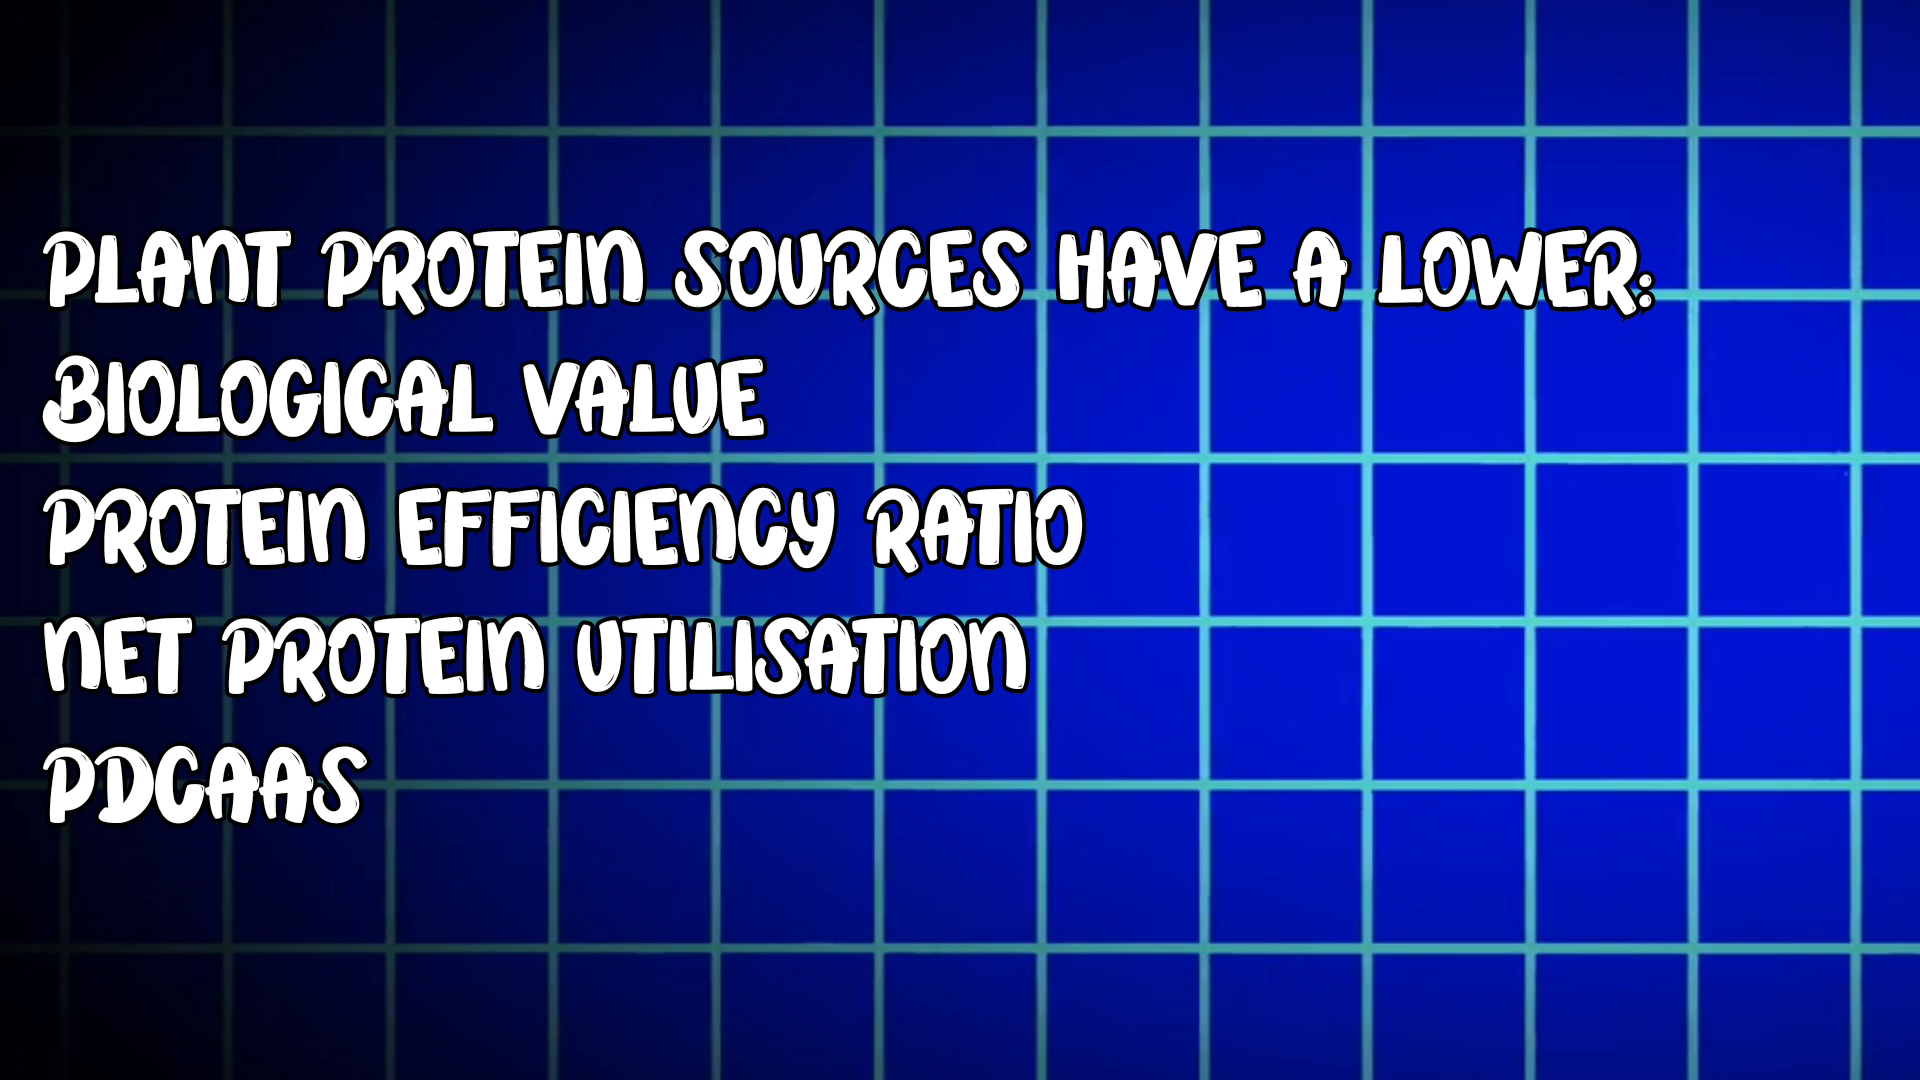 PLANT PROTEIN SOURCES HAVE A LOWER:
BIOLOGICAL VALUE
PROTEIN EFFICIENCY RATIO
NET PROTEIN UTILISATION
PDCAAS